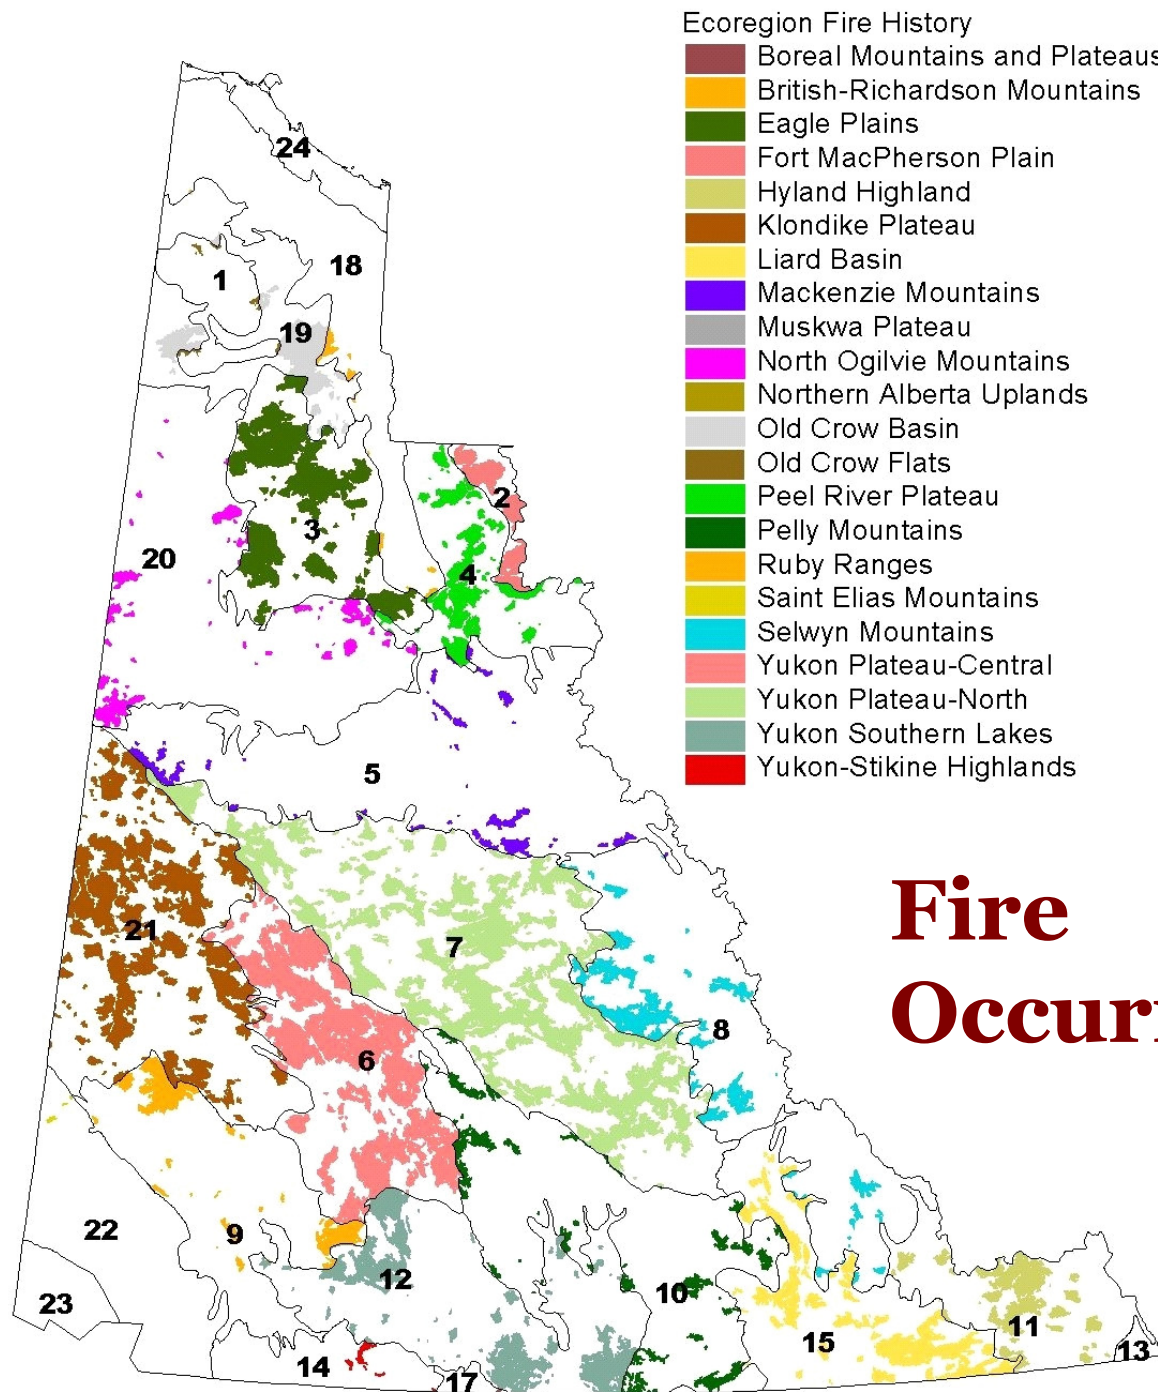 Ecoregion Fire History
Boreal Mountains and Plateaus
British-Richardson Mountains
Eagle Plains
Fort MacPherson Plain
Hyland Highland
Klondike Plateau
Liard Basin
Mackenzie Mountains
Muskwa Plateau
North Ogilvie Mountains
Northern Alberta Uplands
Old Crow Basin
Old Crow Flats
Peel River Plateau
Pelly Mountains
Ruby Ranges
Saint Elias Mountains
Selwyn Mountains
Yukon Plateau-Central
Yukon Plateau-North
Yukon Southern Lakes
Yukon-Stikine Highlands
24
18
1
19
2
3
20
4
5
Fire
Occurr
21
7
6
8
22
9
12
10
23
11
15
13
14
17